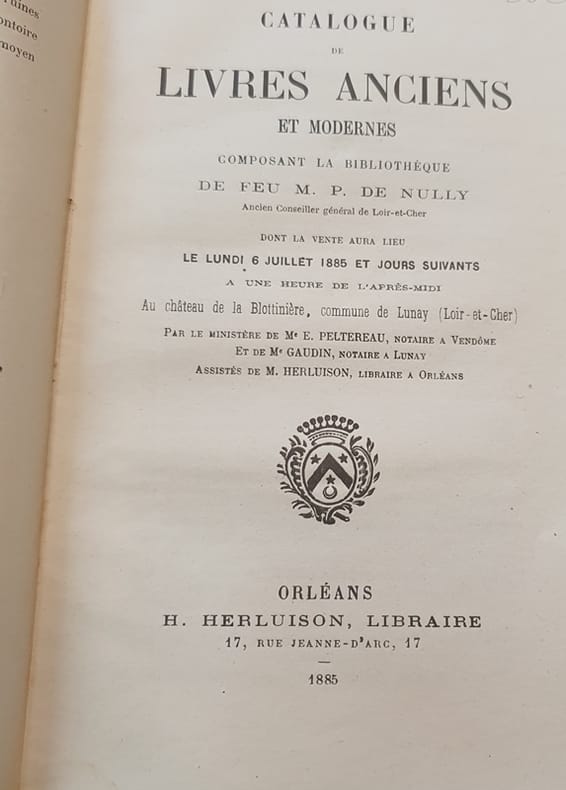 ontoire
moyen
CATALOGUE
DE
LIVRES ANCIENS
ET MODERNES
COMPOSANT LA BIBLIOTHÈQUE
DE FEU M. P. DE NULLY
Ancien Conseiller général de Loir-et-Cher
DONT LA VENTE AURA LIEU
LE LUNDI 6 JUILLET 1885 ET JOURS SUIVANTS
A UNE HEURE DE L'APRÈS-MIDI
Au château de la Blottinière, commune de Lunay (Loir-et-Cher)
PAR LE MINISTÈRE DE Me E. PELTEREAU, NOTAIRE A VENDÔME
ET DE Me GAUDIN, NOTAIRE A LUNAY
ASSISTÉS DE M. HERLUISON, LIBRAIRE A ORLÉANS
ORLÉANS
H. HERLUISON, LIBRAIRE
17, RUE JEANNE-D'ARC, 17
1885